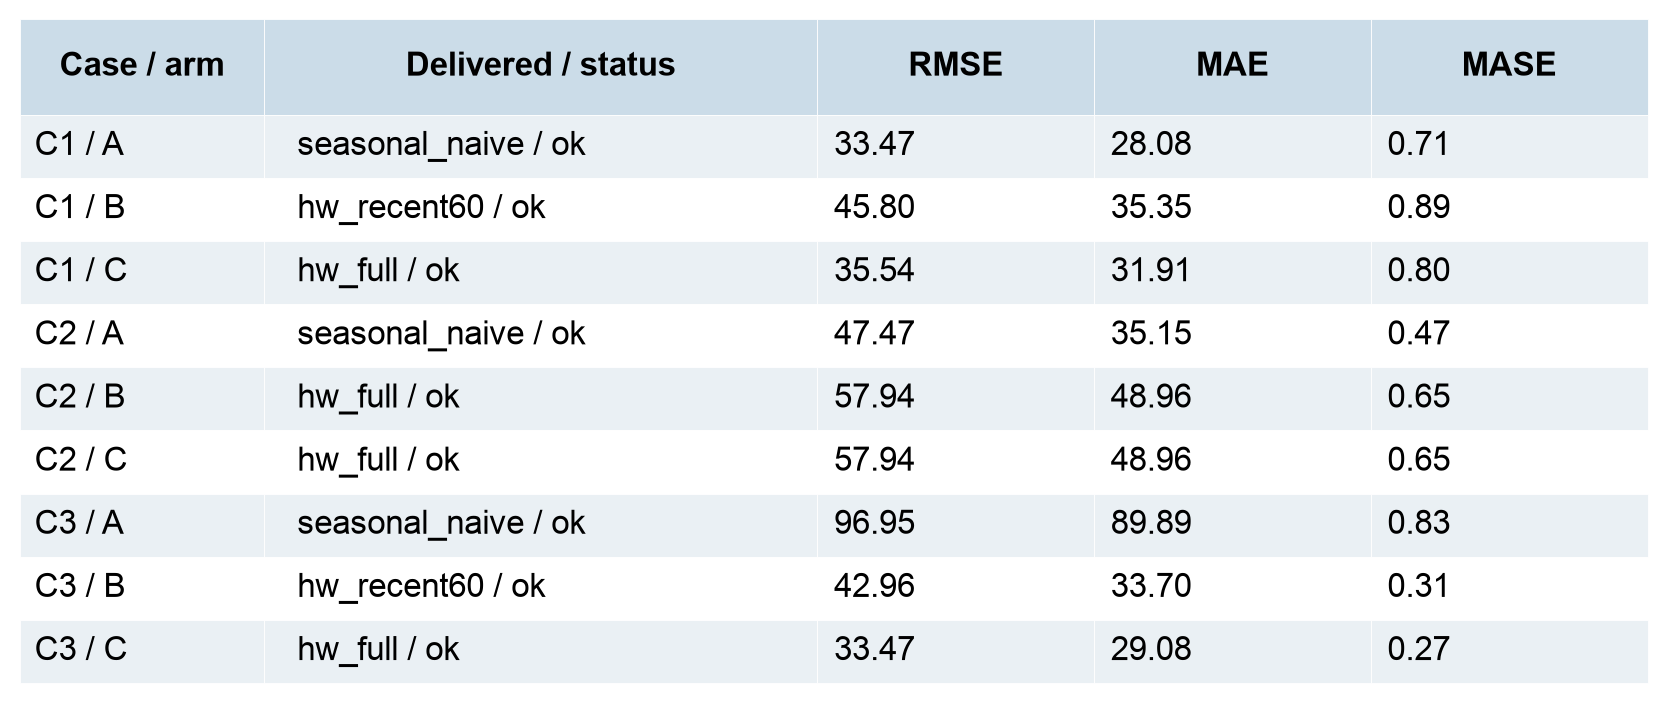 Case / arm Delivered / status RMSE MAE MASE
C1 / A seasonal_naive / ok 33.47 28.08 0.71
C1 / B hw_recent60 / ok 45.80 35.35 0.89
C1 / C hw_full / ok 35.54 31.91 0.80
C2 / A seasonal_naive / ok 47.47 35.15 0.47
C2 / B hw_full / ok 57.94 48.96 0.65
C2 / C hw_full / ok 57.94 48.96 0.65
C3 / A seasonal_naive / ok 96.95 89.89 0.83
C3 / B hw_recent60 / ok 42.96 33.70 0.31
C3 / C hw_full / ok 33.47 29.08 0.27